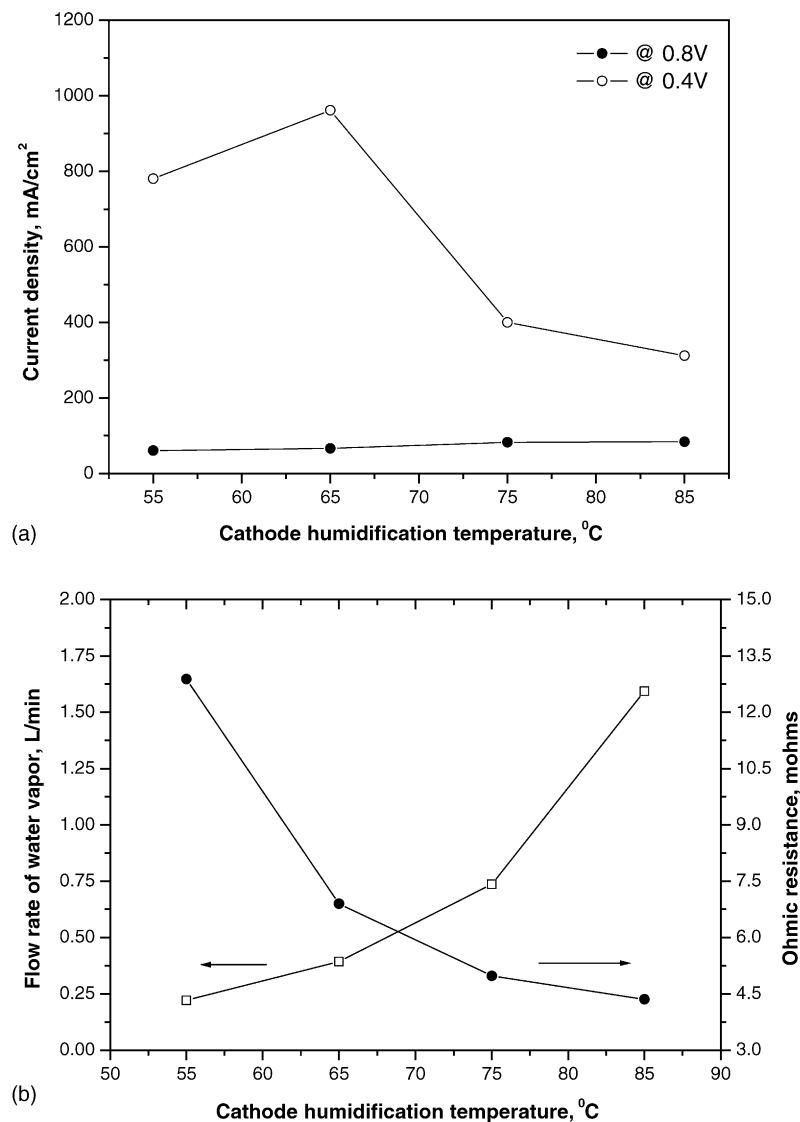 1200
1000
800
600
400
200
0
Current density, mA/cm²
@ 0.8V
@ 0.4V
55 60 65 70 75 80 85
Cathode humidification temperature, ⁰C
(a)
2.00
1.75
1.50
1.25
1.00
0.75
0.50
0.25
0.00
Flow rate of water vapor, L/min
15.0
13.5
12.0
10.5
9.0
7.5
6.0
4.5
3.0
Ohmic resistance, mohms
50 55 60 65 70 75 80 85 90
Cathode humidification temperature, ⁰C
(b)